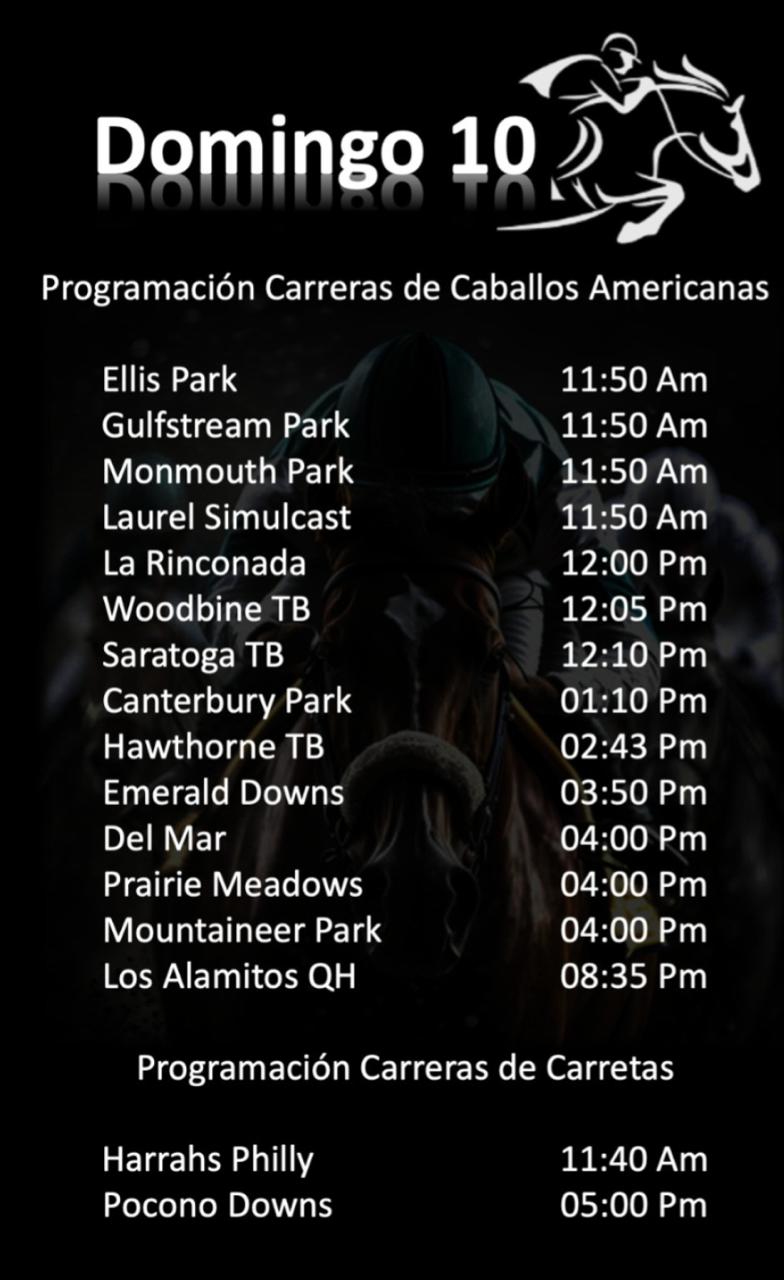 Domingo 10
Programación Carreras de Caballos Americanas
Ellis Park 11:50 Am
Gulfstream Park 11:50 Am
Monmouth Park 11:50 Am
Laurel Simulcast 11:50 Am
La Rinconada 12:00 Pm
Woodbine TB 12:05 Pm
Saratoga TB 12:10 Pm
Canterbury Park 01:10 Pm
Hawthorne TB 02:43 Pm
Emerald Downs 03:50 Pm
Del Mar 04:00 Pm
Prairie Meadows 04:00 Pm
Mountaineer Park 04:00 Pm
Los Alamitos QH 08:35 Pm
Programación Carreras de Carretas
Harrahs Philly 11:40 Am
Pocono Downs 05:00 Pm